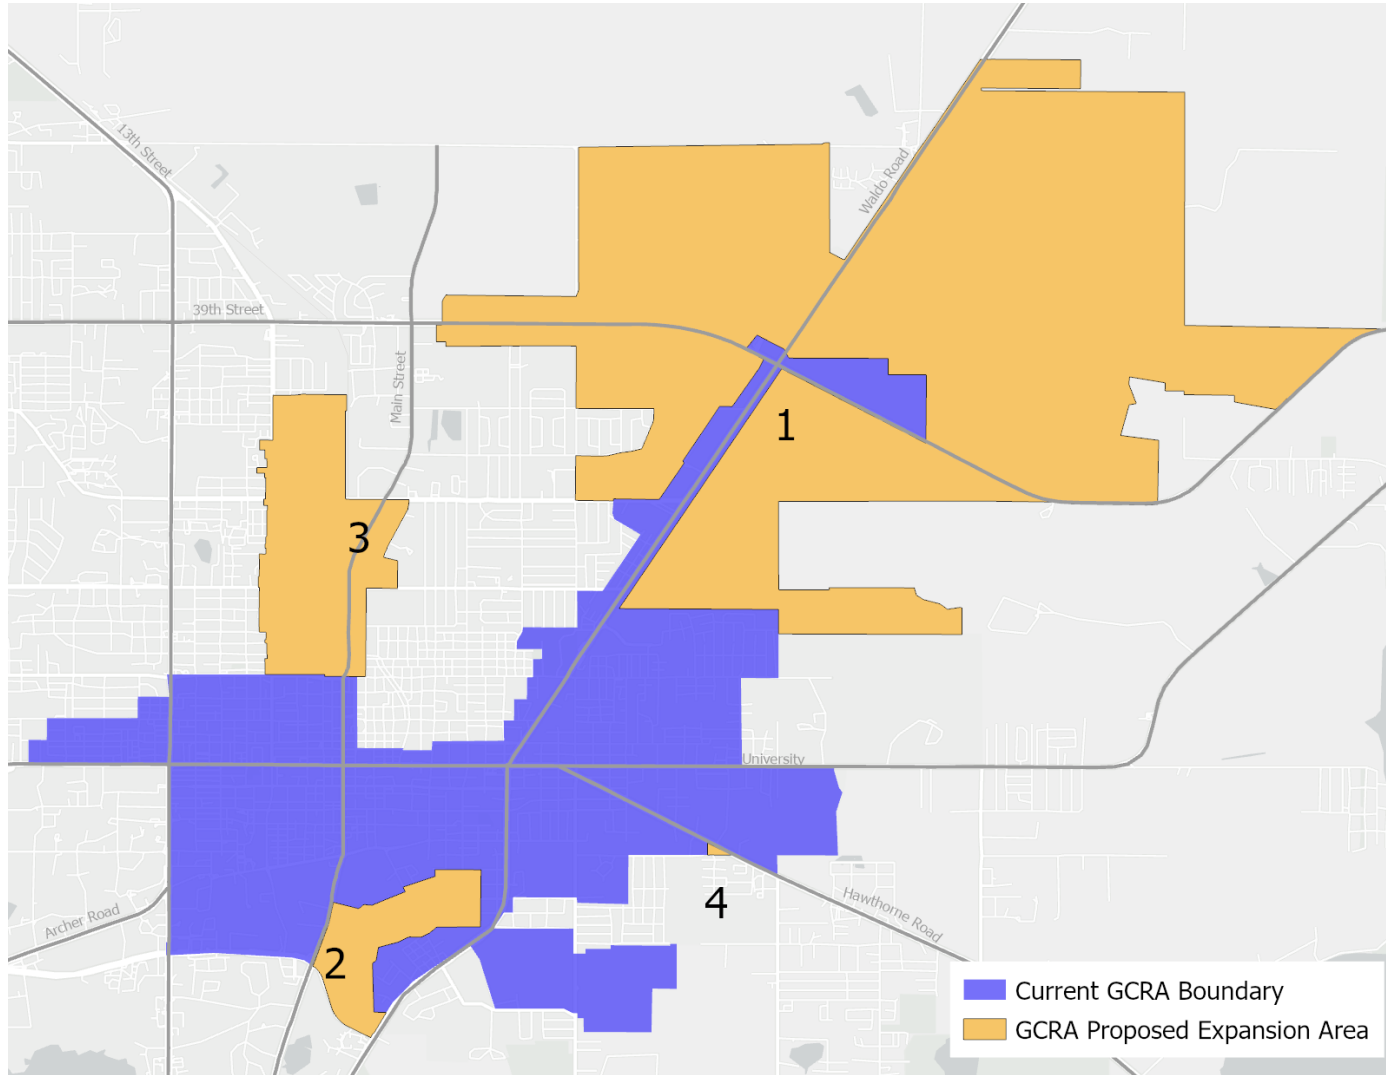 13th Street
Waldo Road
39th Street
Main Street
1
3
University
4
Hawthorne Road
Archer Road
2
Current GCRA Boundary
GCRA Proposed Expansion Area